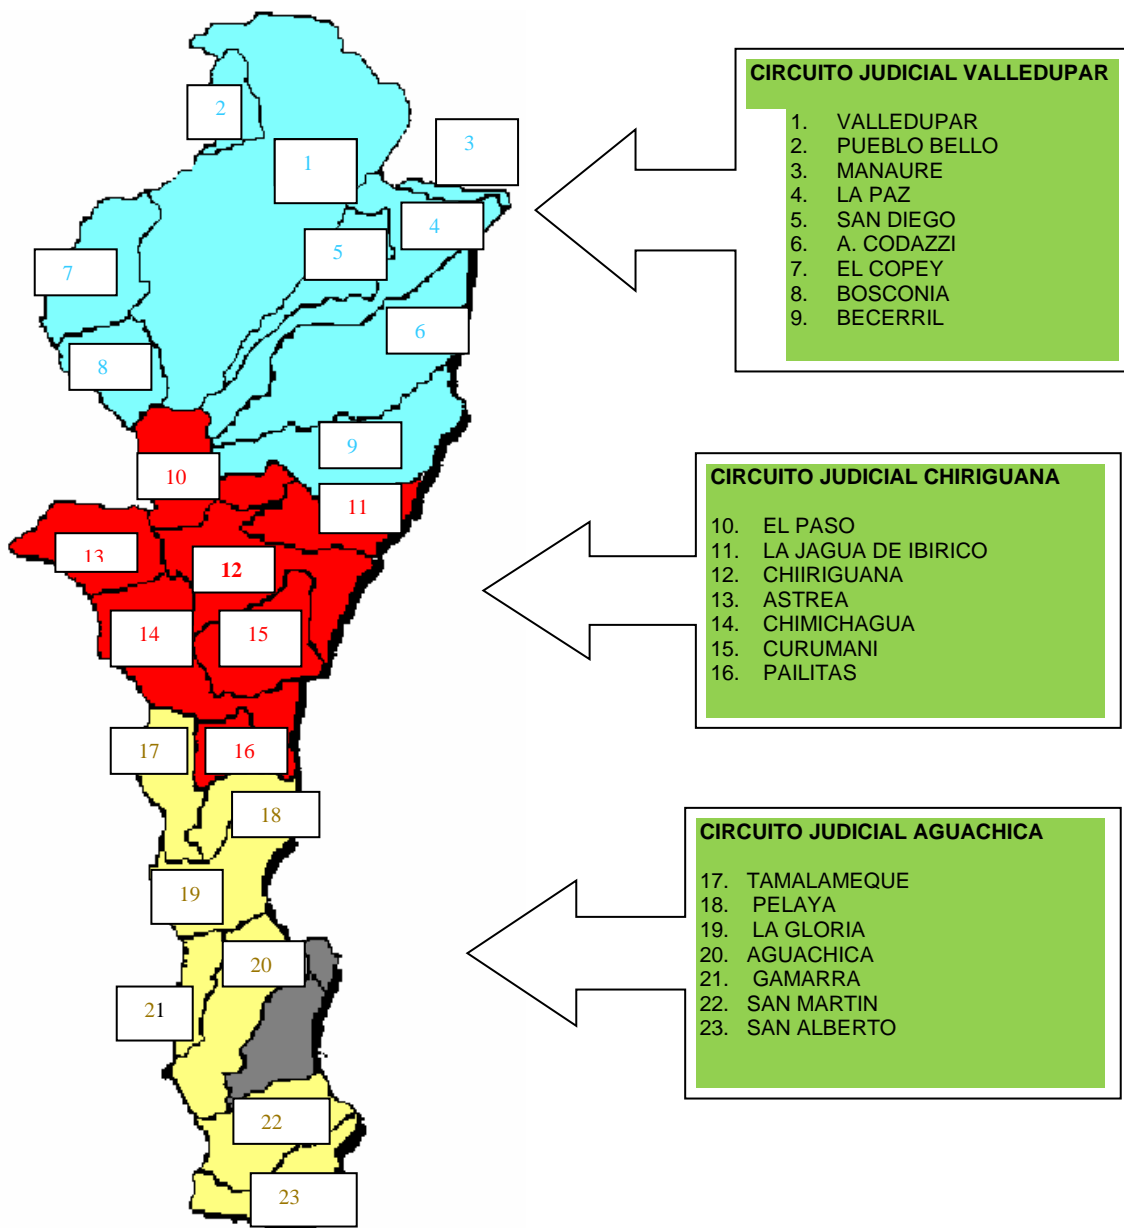 2
1
3
4
5
7
6
8
9
10
11
13
12
14
15
17
16
18
19
20
21
22
23
CIRCUITO JUDICIAL VALLEDUPAR
1. VALLEDUPAR
2. PUEBLO BELLO
3. MANAURE
4. LA PAZ
5. SAN DIEGO
6. A. CODAZZI
7. EL COPEY
8. BOSCONIA
9. BECERRIL
CIRCUITO JUDICIAL CHIRIGUANA
10. EL PASO
11. LA JAGUA DE IBIRICO
12. CHIIRIGUANA
13. ASTREA
14. CHIMICHAGUA
15. CURUMANI
16. PAILITAS
CIRCUITO JUDICIAL AGUACHICA
17. TAMALAMEQUE
18. PELAYA
19. LA GLORIA
20. AGUACHICA
21. GAMARRA
22. SAN MARTIN
23. SAN ALBERTO